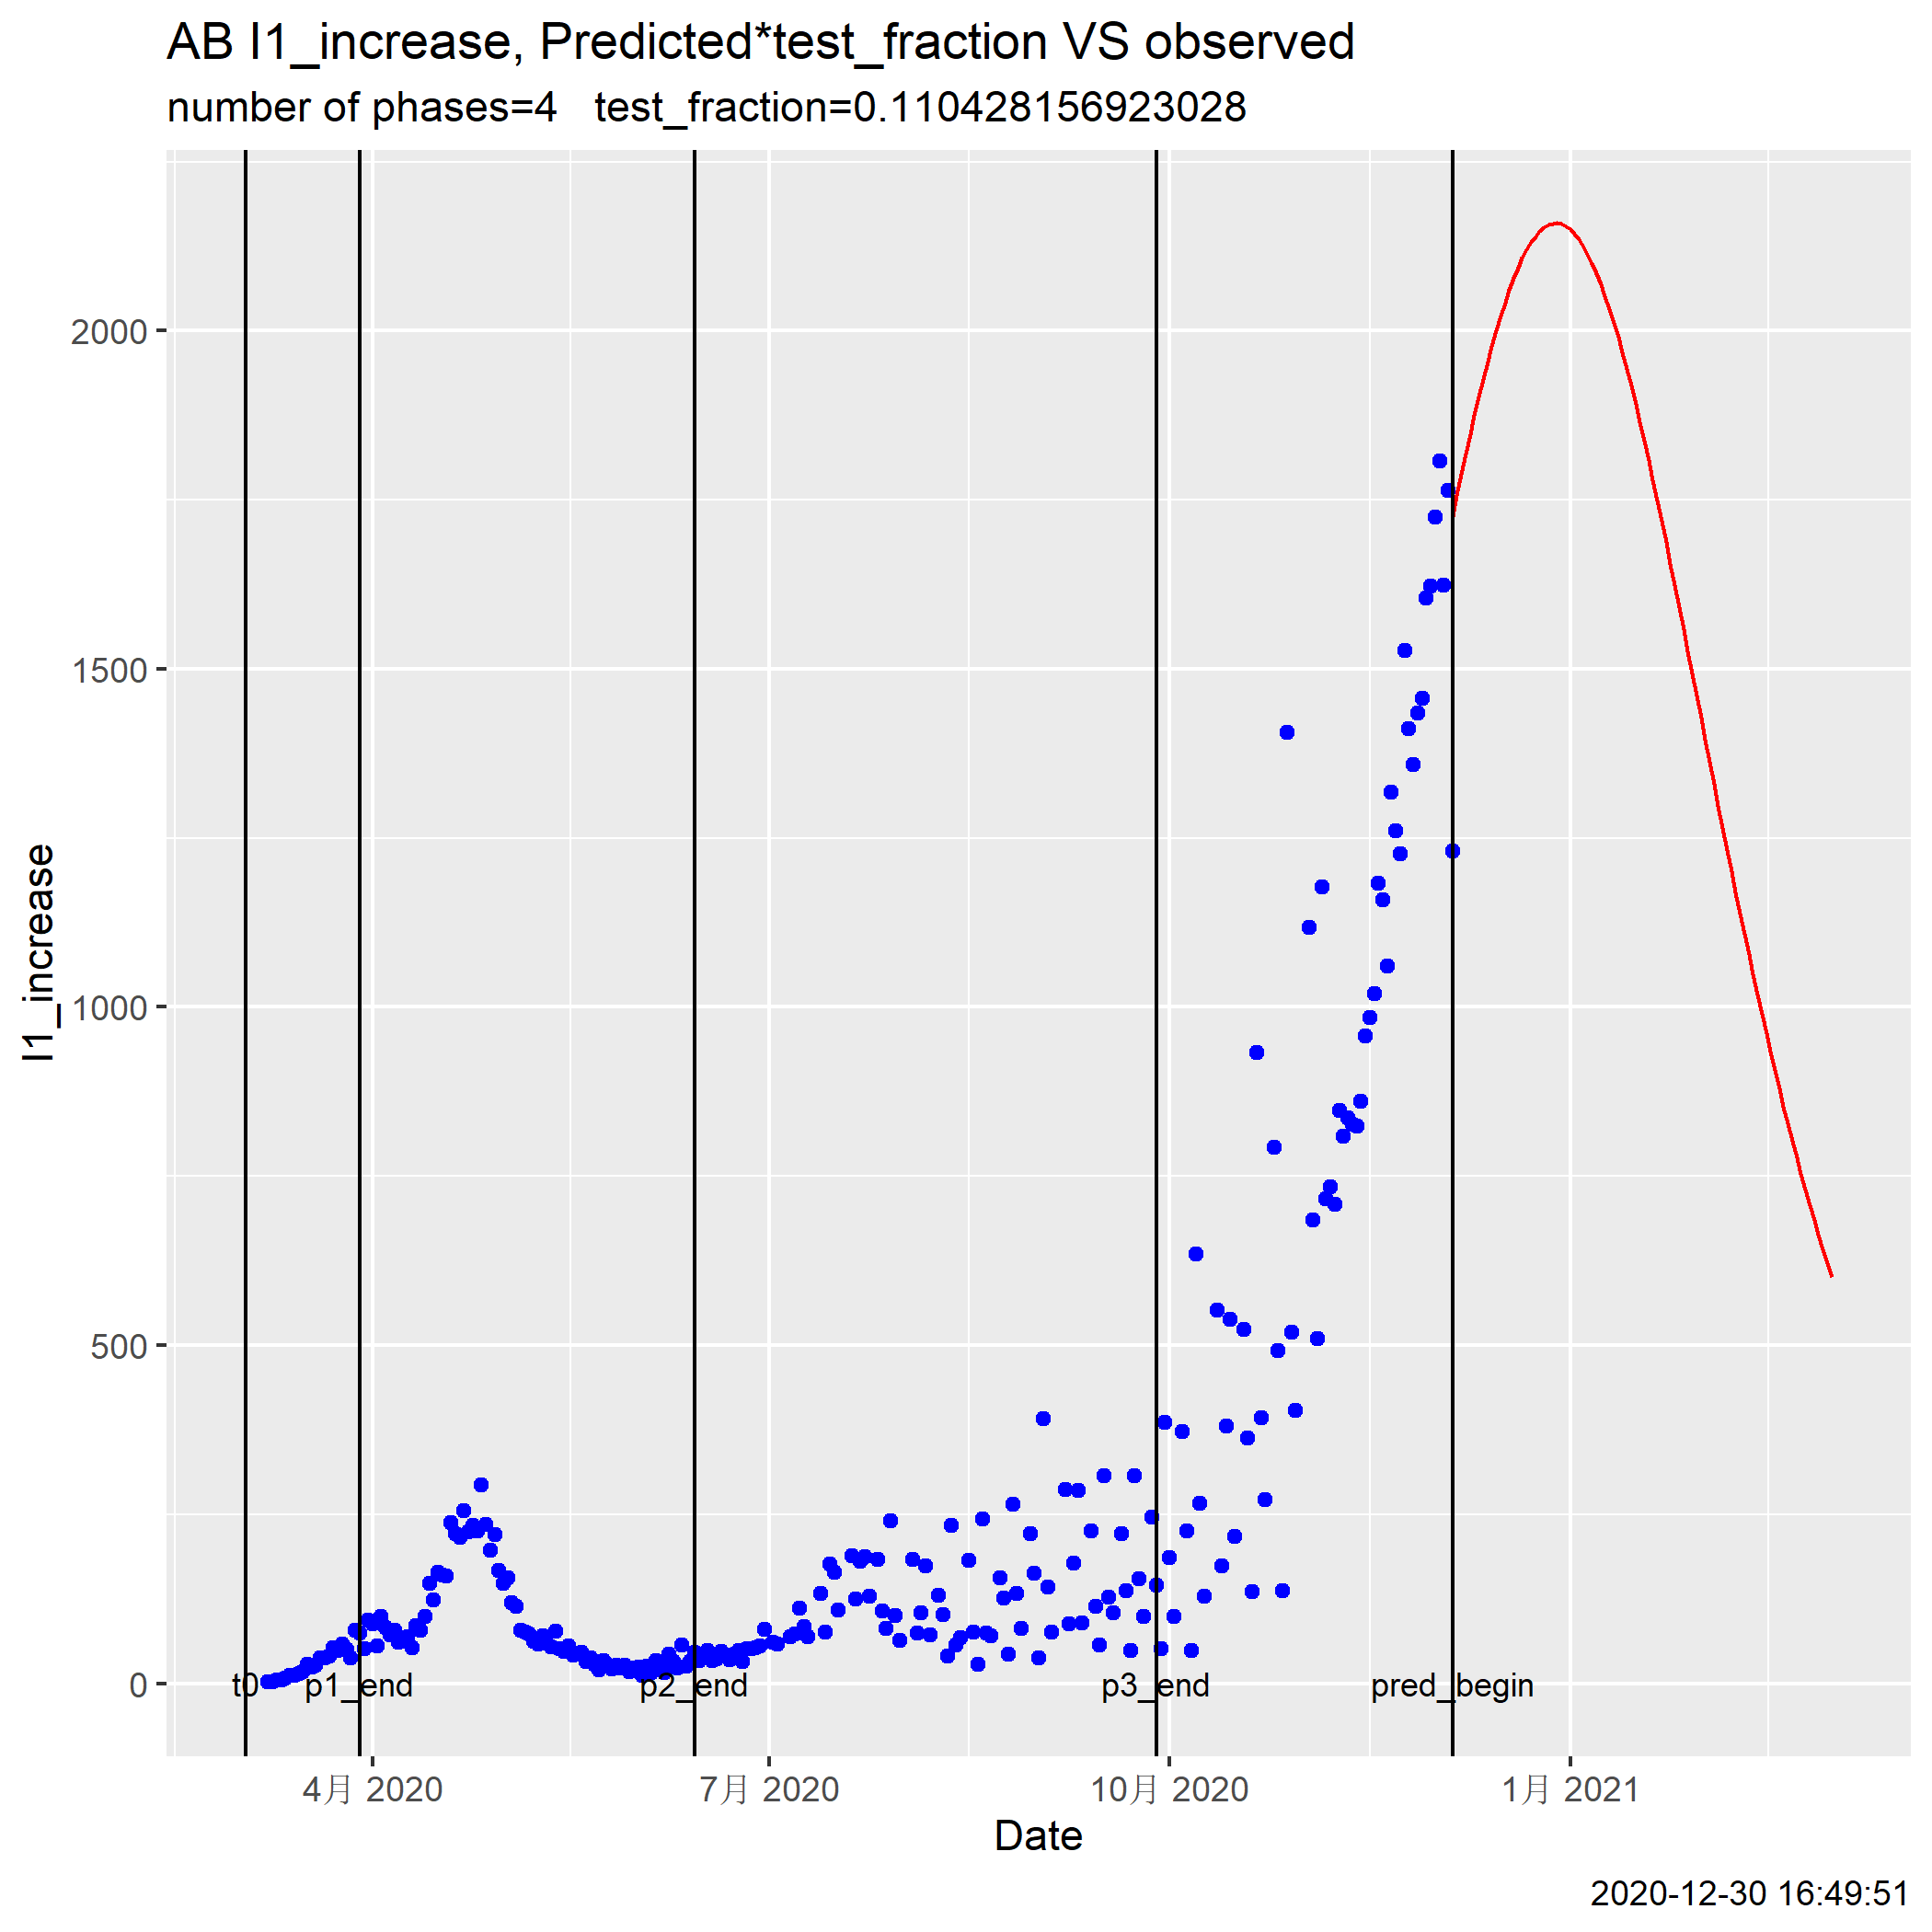 AB I1_increase, Predicted*test_fraction VS observed
number of phases=4   test_fraction=0.110428156923028
2000
1500
1000
500
0
I1_increase
t0
p1_end
p2_end
p3_end
pred_begin
4月 2020
7月 2020
10月 2020
1月 2021
Date
2020-12-30 16:49:51